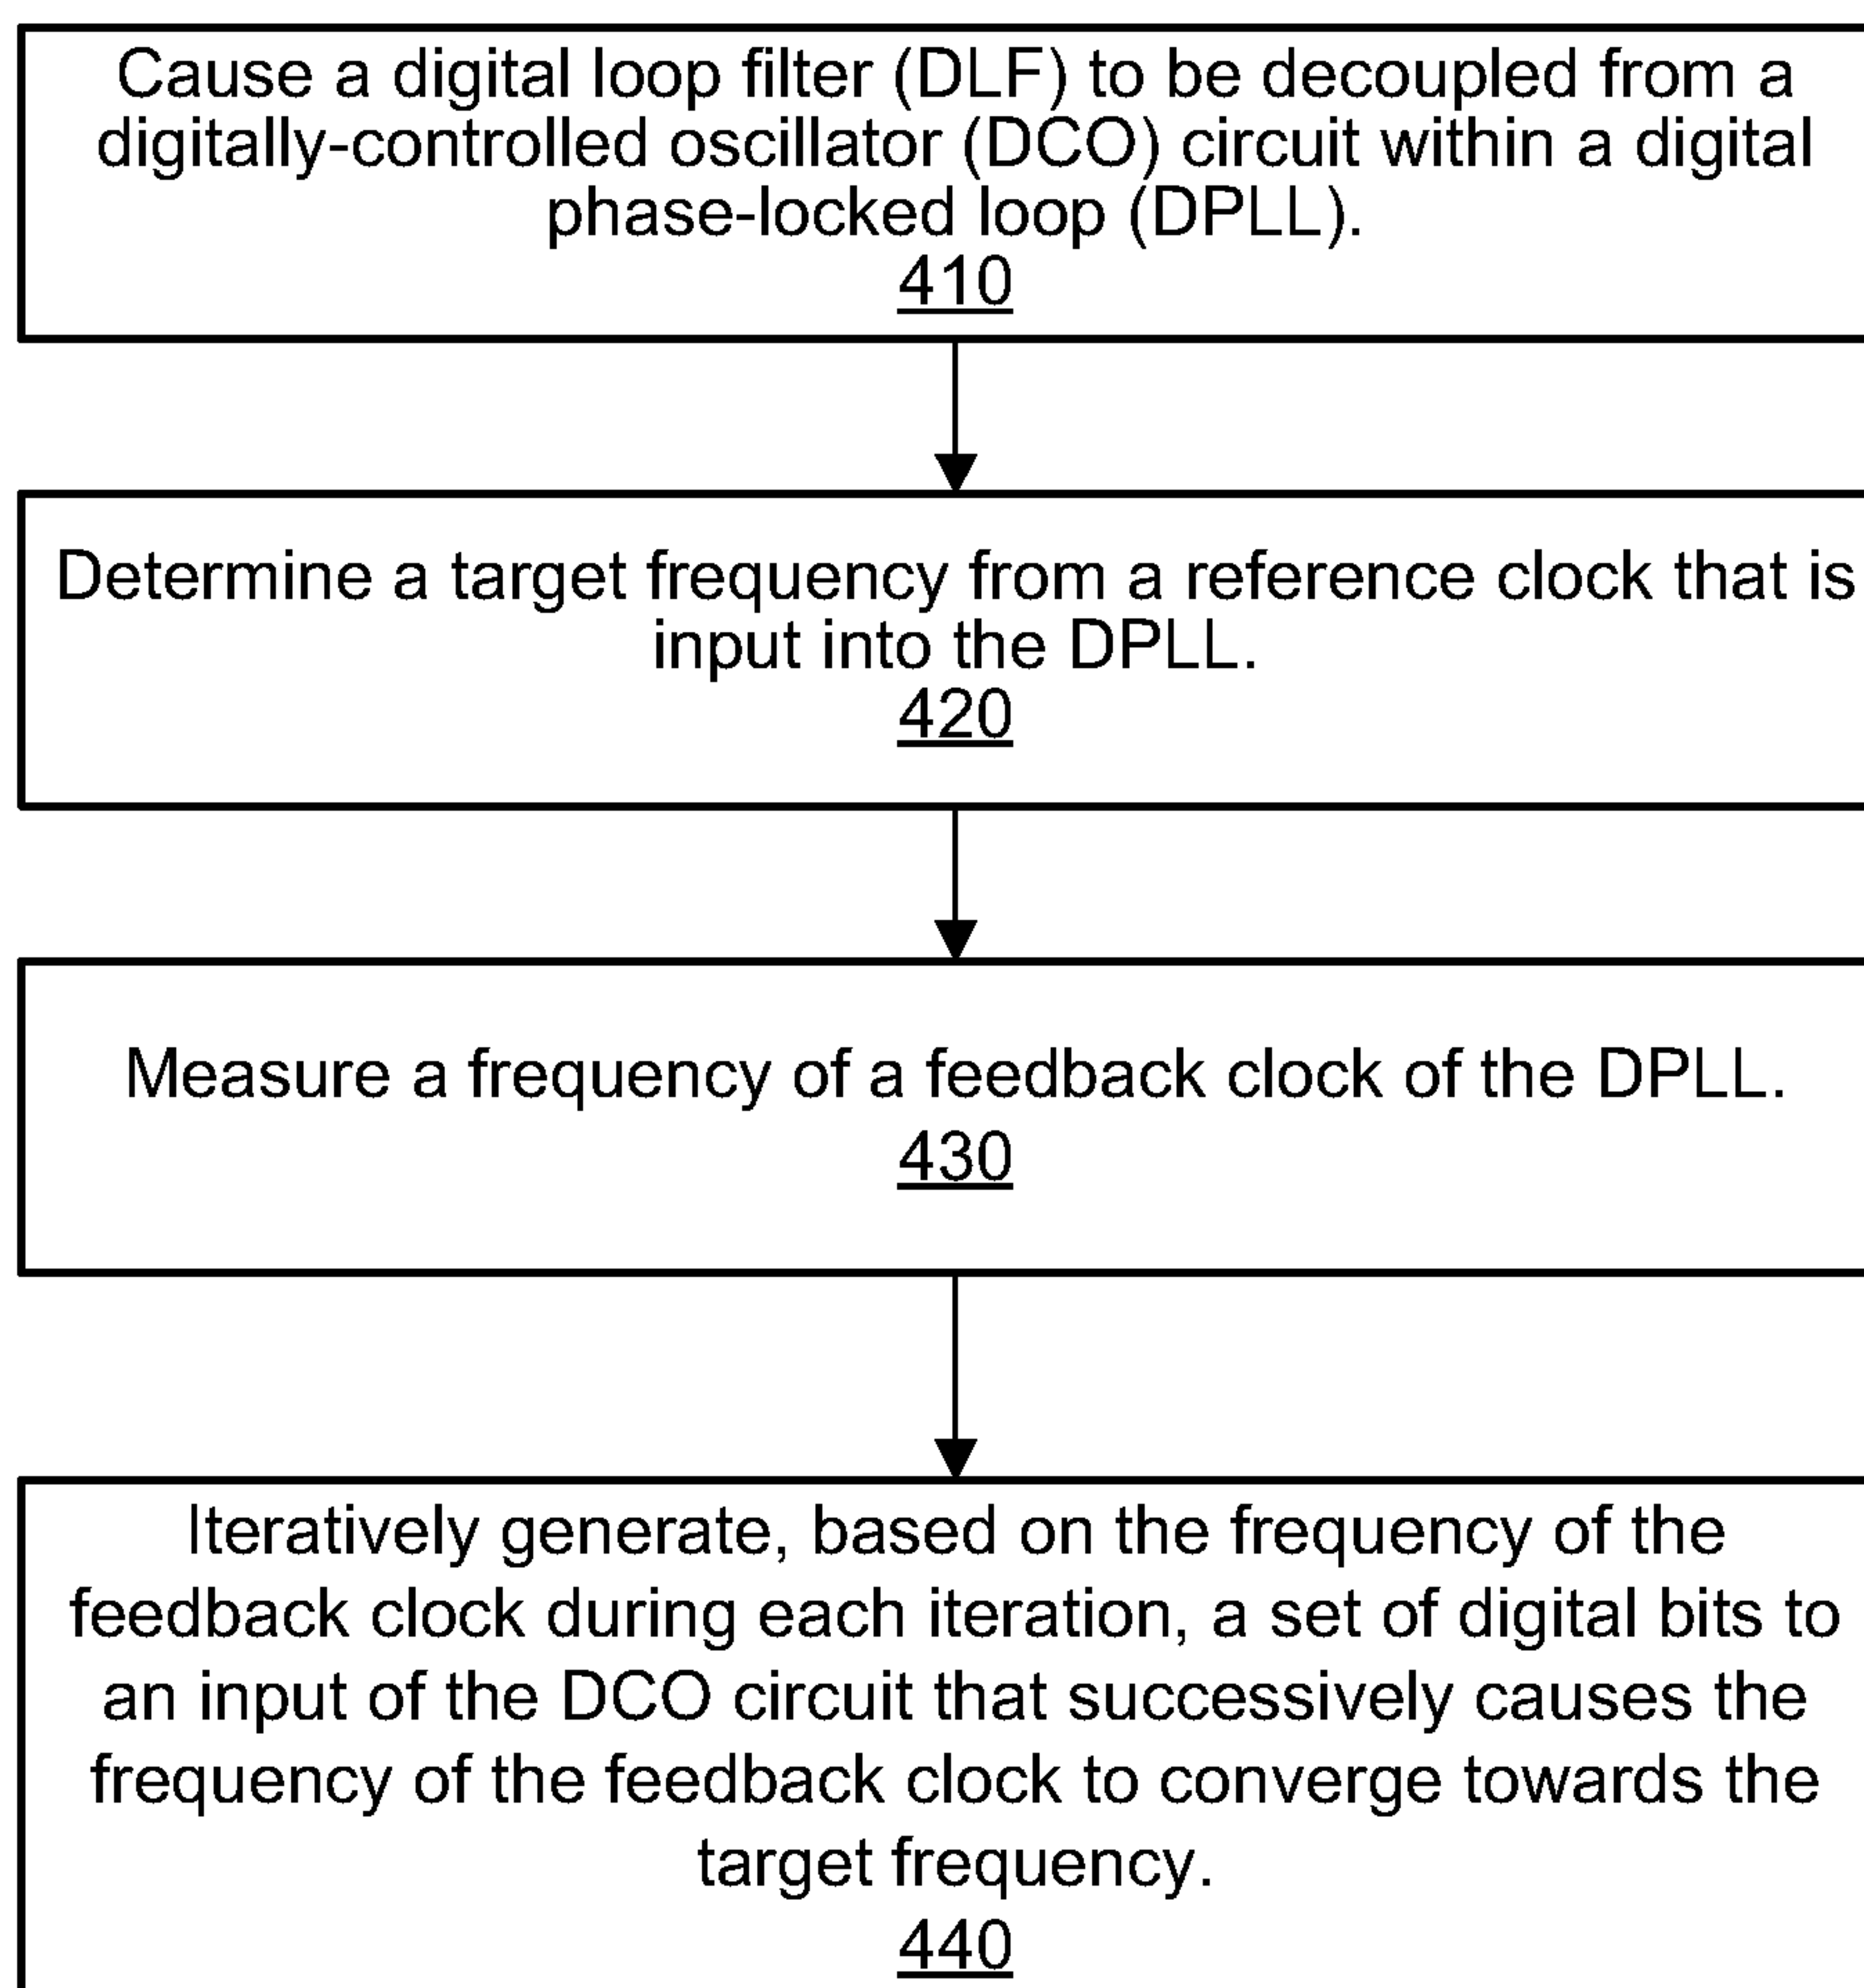 Cause a digital loop filter (DLF) to be decoupled from a
digitally-controlled oscillator (DCO) circuit within a digital
phase-locked loop (DPLL).
410
Determine a target frequency from a reference clock that is
input into the DPLL.
420
Measure a frequency of a feedback clock of the DPLL.
430
Iteratively generate, based on the frequency of the
feedback clock during each iteration, a set of digital bits to
an input of the DCO circuit that successively causes the
frequency of the feedback clock to converge towards the
target frequency.
440